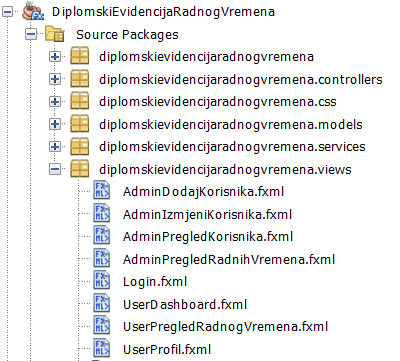 DiplomskiEvidencijaRadnogVremena
Source Packages
diplomskievidencijaradnogvremena
diplomskievidencijaradnogvremena.controllers
diplomskievidencijaradnogvremena.css
diplomskievidencijaradnogvremena.models
diplomskievidencijaradnogvremena.services
diplomskievidencijaradnogvremena.views
AdminDodajKorisnika.fxml
AdminIzmjeniKorisnika.fxml
AdminPregledKorisnika.fxml
AdminPregledRadnihVremena.fxml
Login.fxml
UserDashboard.fxml
UserPregledRadnogVremena.fxml
UserProfil.fxml